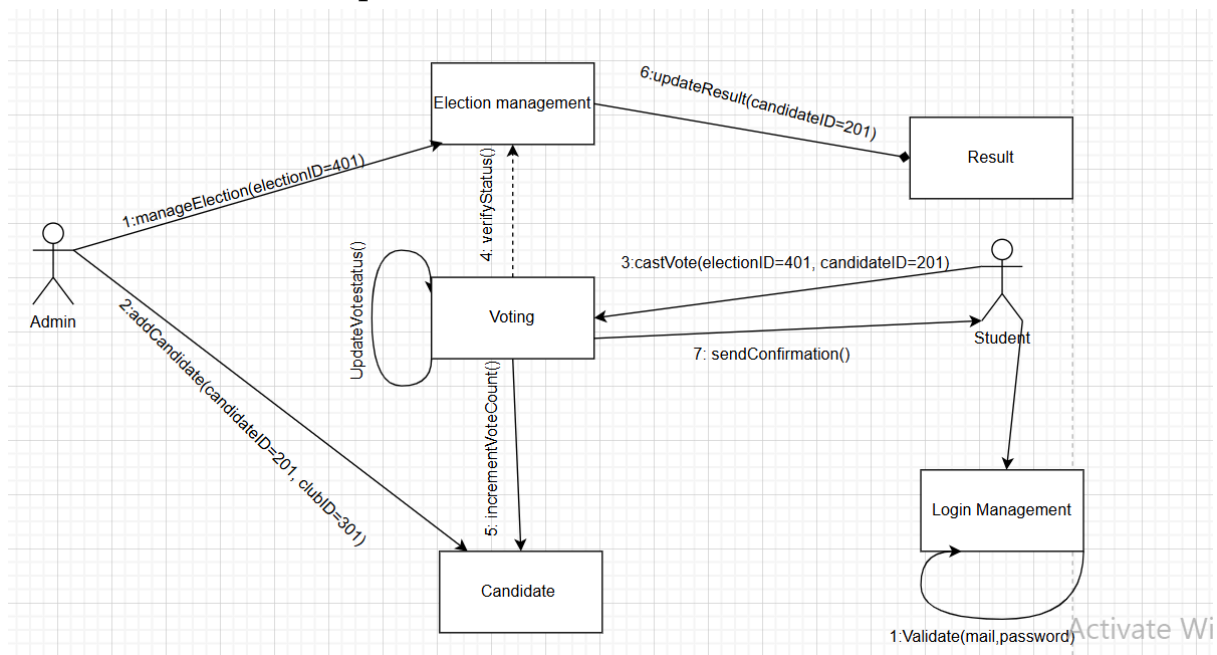 6:updateResult(candidateID=201)
Election management
Result
1:manageElection(electionID=401)
4: verifyStatus()
UpdateVotestatus()
3:castVote(electionID=401, candidateID=201)
Admin
Voting
Student
7: sendConfirmation()
2:addCandidate(candidateID=201, clubID=301)
5: incrementVoteCount()
Login Management
Candidate
1:Validate(mail,password)
Activate Wi